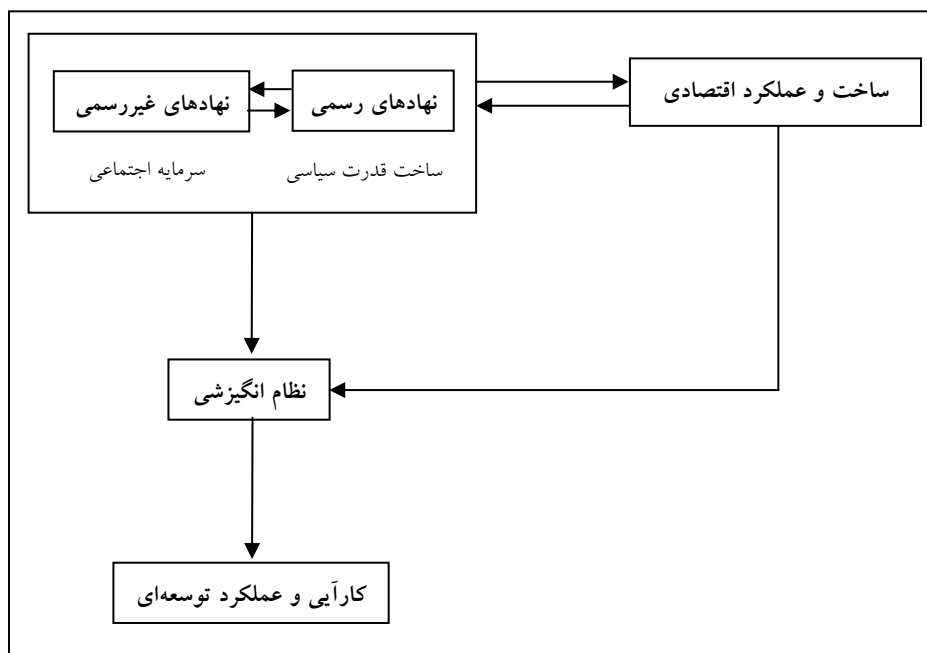 ساخت و عملکرد اقتصادی
نهادهای رسمی
نهادهای غیررسمی
ساخت قدرت سیاسی
سرمایه اجتماعی
نظام انگیزشی
کارآیی و عملکرد توسعه‌ای